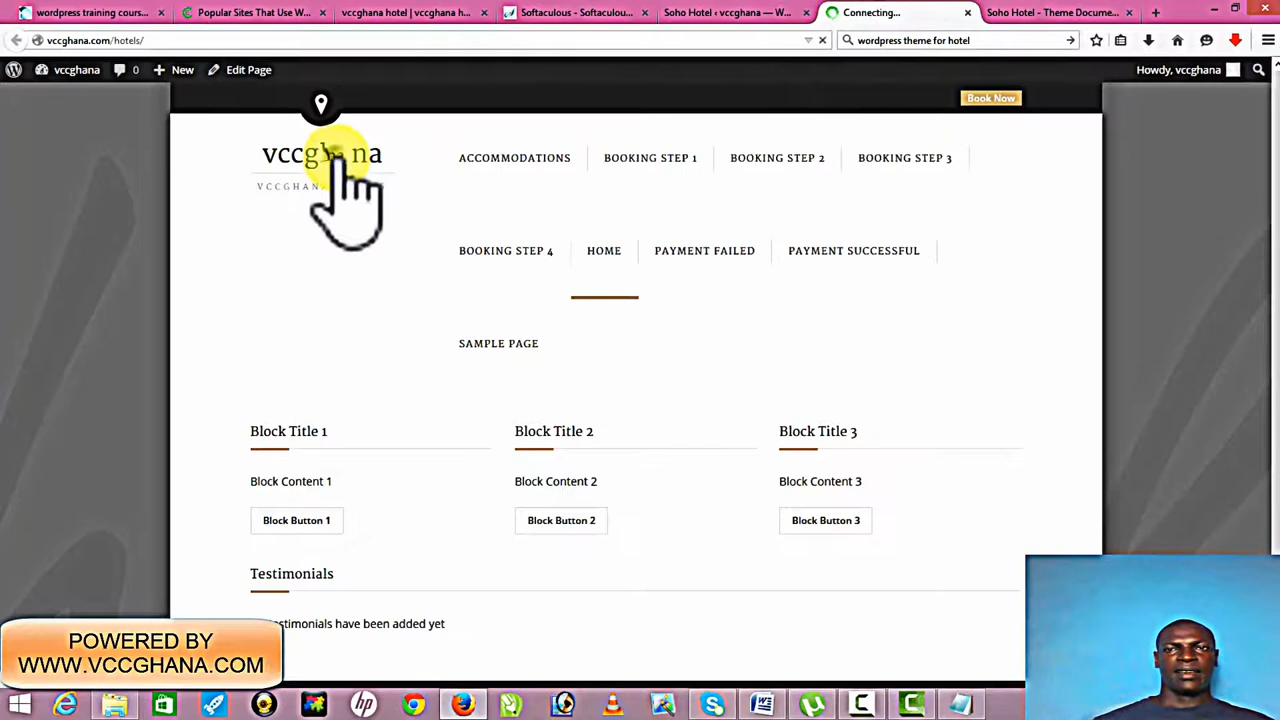 wordpress training cours...
Popular Sites That Use W...
vccghana hotel | vccghana h...
Softaculous - Softaculou...
Soho Hotel ‹ vccghana — W...
Connecting...
Soho Hotel - Theme Docume...
vccghana.com/hotels/
wordpress theme for hotel
vccghana
0
New
Edit Page
Howdy, vccghana
Book Now
ACCOMMODATIONS
BOOKING STEP 1
BOOKING STEP 2
BOOKING STEP 3
BOOKING STEP 4
HOME
PAYMENT FAILED
PAYMENT SUCCESSFUL
SAMPLE PAGE
Block Title 1
Block Title 2
Block Title 3
Block Content 1
Block Content 2
Block Content 3
Block Button 1
Block Button 2
Block Button 3
Testimonials
have been added yet
POWERED BY
WWW.VCCGHANA.COM